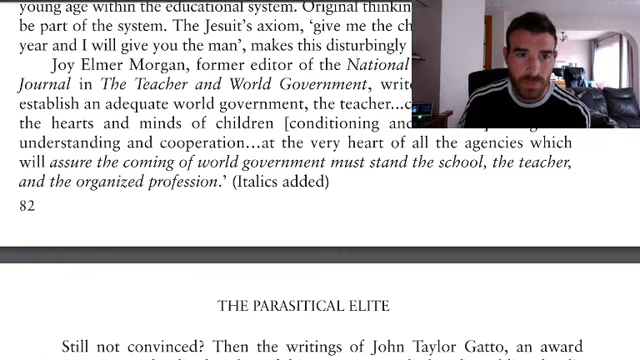 young age within the educational system. Original thinkin
be part of the system. The Jesuit's axiom, 'give me the ch
year and I will give you the man', makes this disturbingly
Joy Elmer Morgan, former editor of the National
Journal in The Teacher and World Government, writ
establish an adequate world government, the teacher…c
the hearts and minds of children [conditioning and
understanding and cooperation…at the very heart of all the agencies which
will assure the coming of world government must stand the school, the teacher,
and the organized profession.' (Italics added)
82
THE PARASITICAL ELITE
Still not convinced? Then the writings of John Taylor Gatto, an award